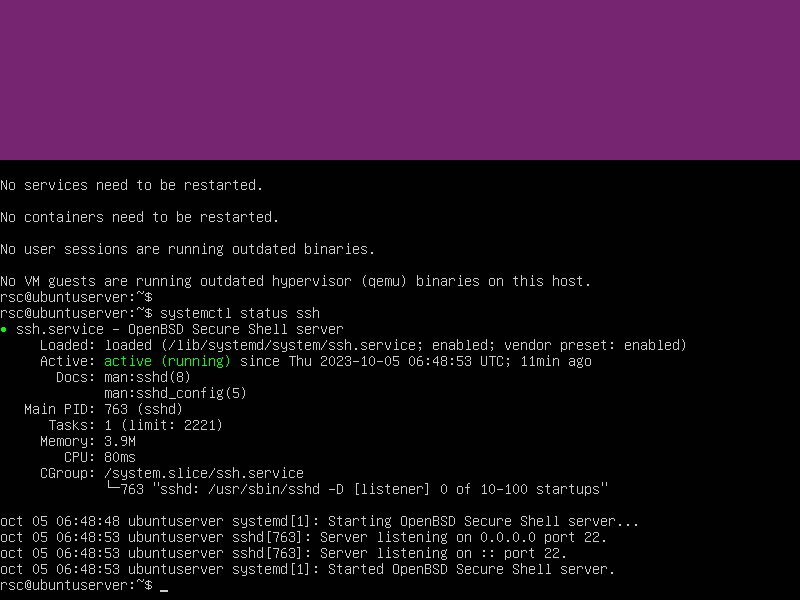 No services need to be restarted.
No containers need to be restarted.
No user sessions are running outdated binaries.
No VM guests are running outdated hypervisor (qemu) binaries on this host.
rsc@ubuntuserver:~$
rsc@ubuntuserver:~$ systemctl status ssh
● ssh.service - OpenBSD Secure Shell server
     Loaded: loaded (/lib/systemd/system/ssh.service; enabled; vendor preset: enabled)
     Active: active (running) since Thu 2023-10-05 06:48:53 UTC; 11min ago
       Docs: man:sshd(8)
             man:sshd_config(5)
   Main PID: 763 (sshd)
      Tasks: 1 (limit: 2221)
     Memory: 3.9M
        CPU: 80ms
     CGroup: /system.slice/ssh.service
             └─763 "sshd: /usr/sbin/sshd -D [listener] 0 of 10-100 startups"
oct 05 06:48:48 ubuntuserver systemd[1]: Starting OpenBSD Secure Shell server...
oct 05 06:48:53 ubuntuserver sshd[763]: Server listening on 0.0.0.0 port 22.
oct 05 06:48:53 ubuntuserver sshd[763]: Server listening on :: port 22.
oct 05 06:48:53 ubuntuserver systemd[1]: Started OpenBSD Secure Shell server.
rsc@ubuntuserver:~$ _